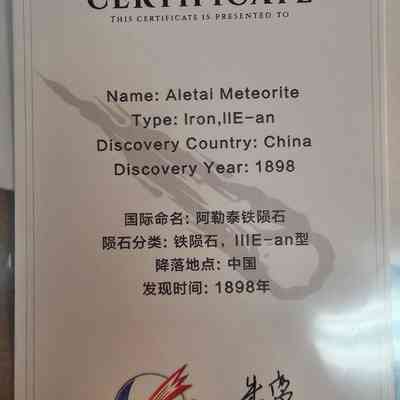 CERTIFICATE
THIS CERTIFICATE IS PRESENTED TO
Name: Aletai Meteorite
Type: Iron,IIE-an
Discovery Country: China
Discovery Year: 1898
国际命名: 阿勒泰铁陨石
陨石分类: 铁陨石, IIIE-an型
降落地点: 中国
发现时间: 1898年